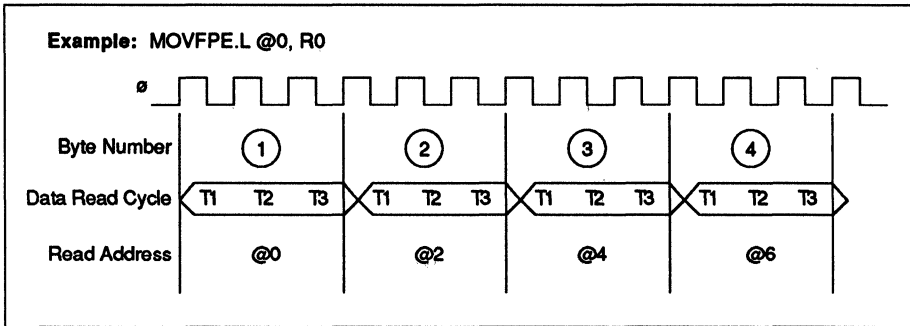 Example: MOVFPE.L @0, R0
ø
Byte Number 1 2 3 4
Data Read Cycle T1 T2 T3 T1 T2 T3 T1 T2 T3 T1 T2 T3
Read Address @0 @2 @4 @6